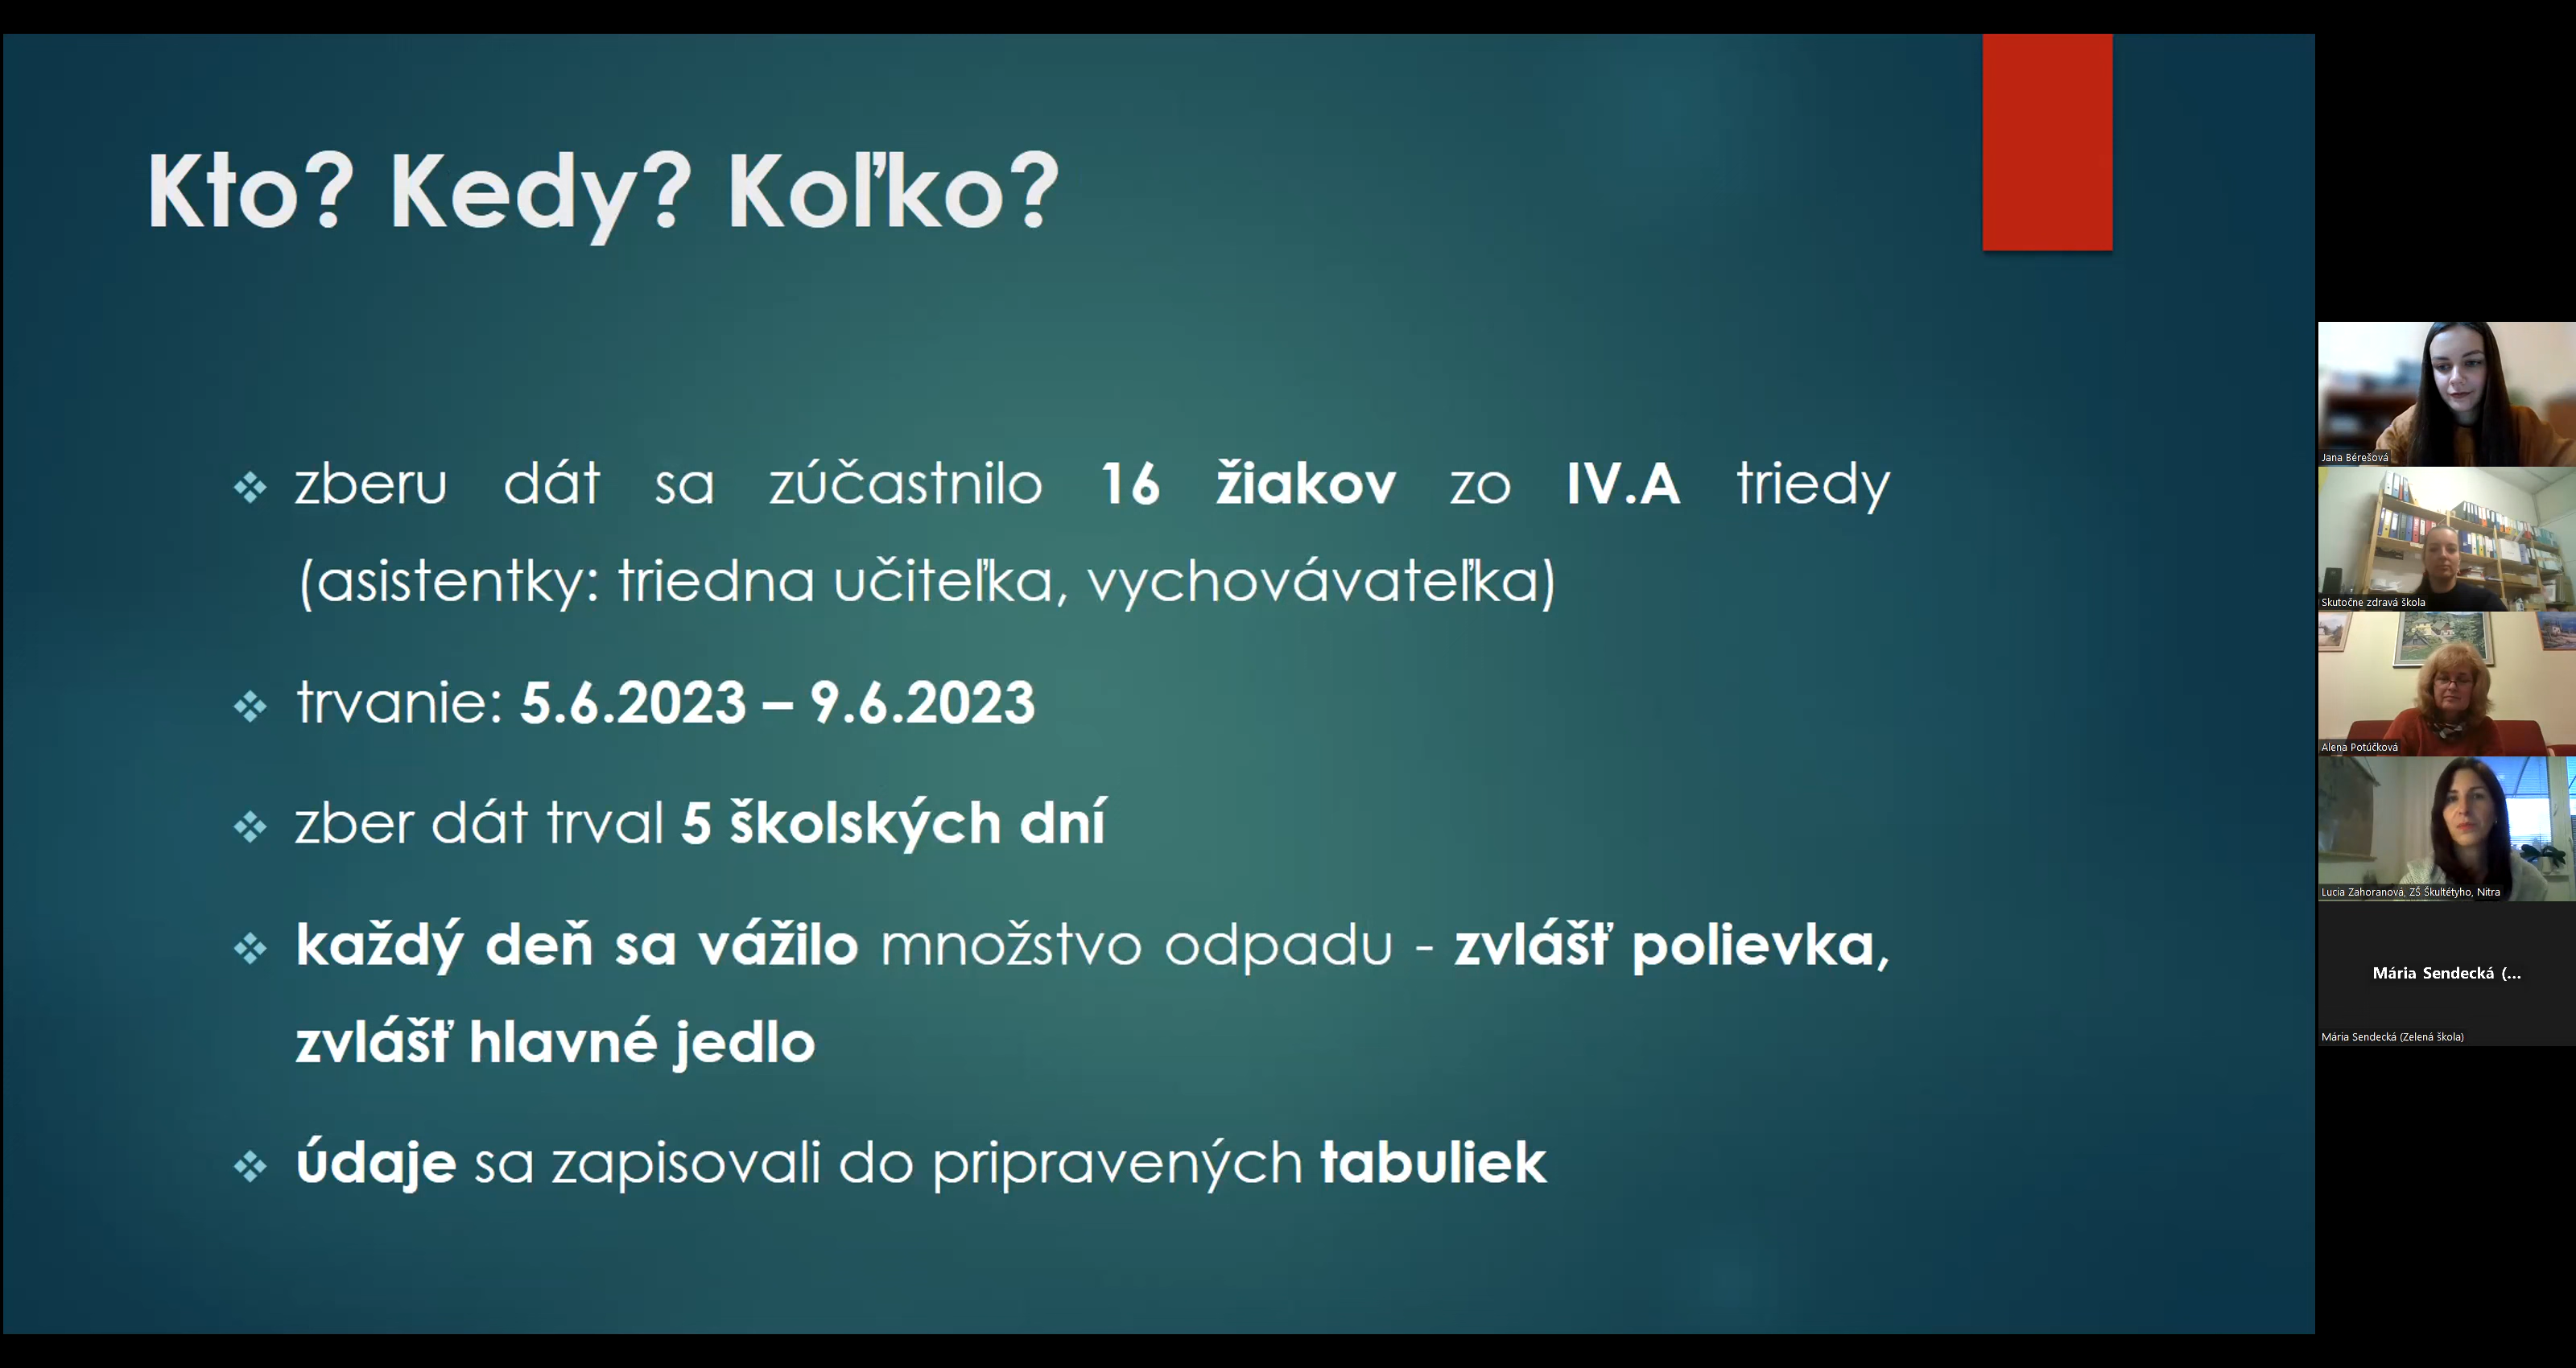 Kto? Kedy? Koľko?
zberu dát sa zúčastnilo 16 žiakov zo IV.A triedy
(asistentky: triedna učiteľka, vychovávateľka)
trvanie: 5.6.2023 – 9.6.2023
zber dát trval 5 školských dní
každý deň sa vážilo množstvo odpadu - zvlášť polievka,
zvlášť hlavné jedlo
údaje sa zapisovali do pripravených tabuliek
Jana Bérešová
Skutočne zdravá škola
Alena Potúčková
Lucia Zahoranová, ZŠ Škultétyho, Nitra
Mária Sendecká (...
Mária Sendecká (Zelená škola)